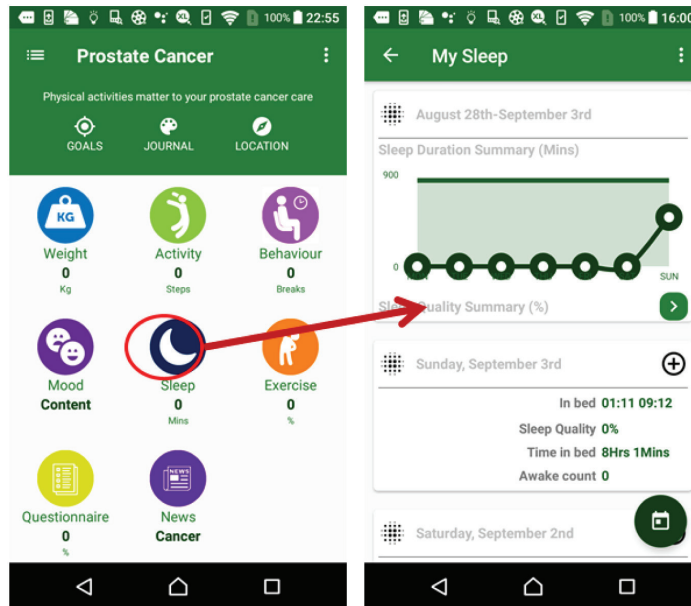 100% 22:55
Prostate Cancer
Physical activities matter to your prostate cancer care
GOALS JOURNAL LOCATION
KG
Weight Activity Behaviour
0 0 0
Kg Steps Breaks
Mood Sleep Exercise
Content 0 0
Mins %
NEWS
Questionnaire News
0 Cancer
%
XL 100% 16:00
My Sleep
August 28th-September 3rd
Sleep Duration Summary (Mins)
900
0
SUN
Quality Summary (%)
Sunday, September 3rd
In bed 01:11 09:12
Sleep Quality 0%
Time in bed 8Hrs 1Mins
Awake count 0
Saturday, September 2nd